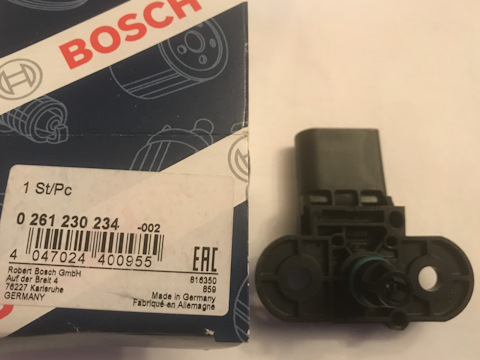 BOSCH
1 St/Pc
0 261 230 234 -002
4 047024 400955
EAC
Robert Bosch GmbH
Auf der Breit 4
76227 Karlsruhe
GERMANY
816350
859
Made in Germany
Fabriqué en Allemagne